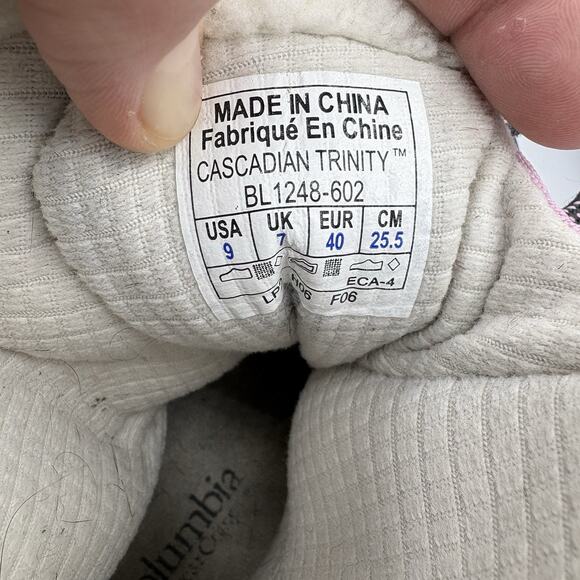 MADE IN CHINA
Fabriqué En Chine
CASCADIAN TRINITY™
BL1248-602
USA UK EUR CM
9 7 40 25.5
ECA-4
F06
Columbia